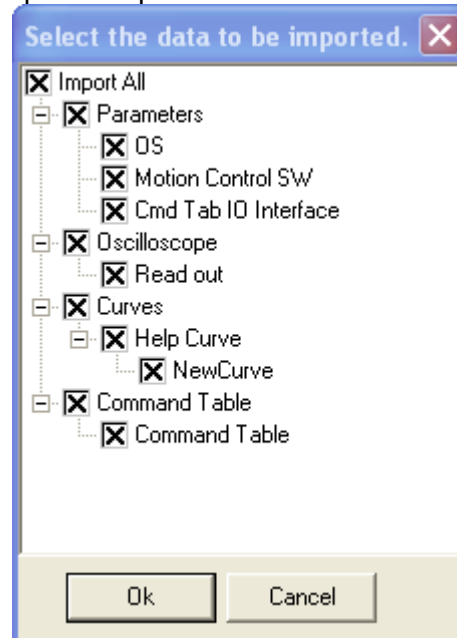 Select the data to be imported.
Import All
Parameters
OS
Motion Control SW
Cmd Tab IO Interface
Oscilloscope
Read out
Curves
Help Curve
NewCurve
Command Table
Command Table
Ok Cancel